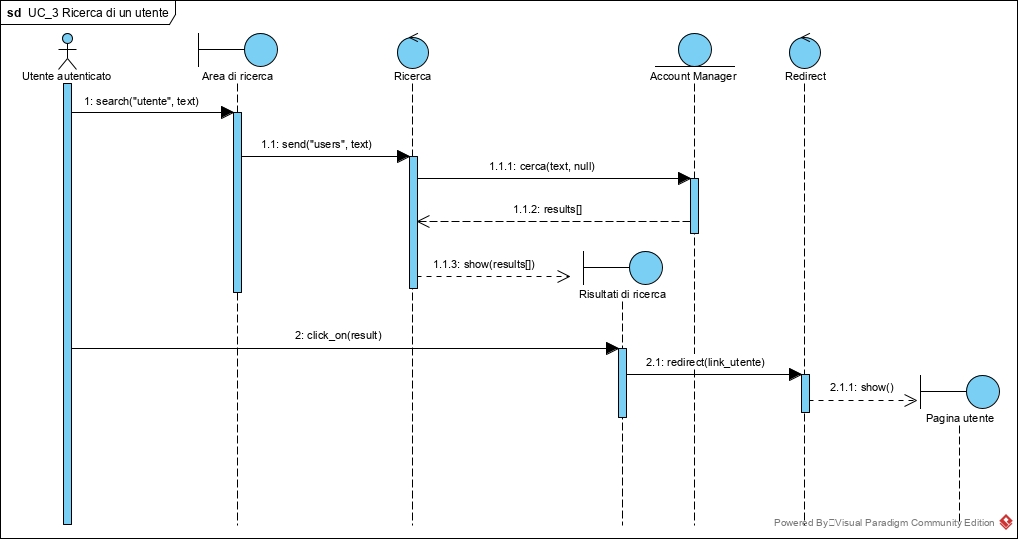 sd UC_3 Ricerca di un utente
Utente autenticato
Area di ricerca
Ricerca
Account Manager
Redirect
1: search("utente", text)
1.1: send("users", text)
1.1.1: cerca(text, null)
1.1.2: results[]
1.1.3: show(results[])
Risultati di ricerca
2: click_on(result)
2.1: redirect(link_utente)
2.1.1: show()
Pagina utente
Powered By Visual Paradigm Community Edition